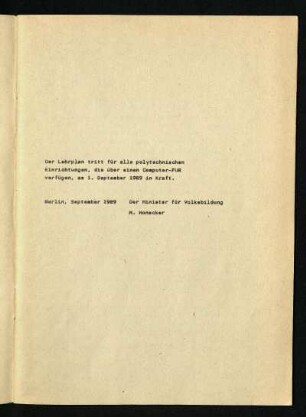 Der Lehrplan tritt für alle polytechnischen
Einrichtungen, die über einen Computer-PUR
verfügen, am 1. September 1989 in Kraft.
Berlin, September 1989 Der Minister für Volksbildung
M. Honecker